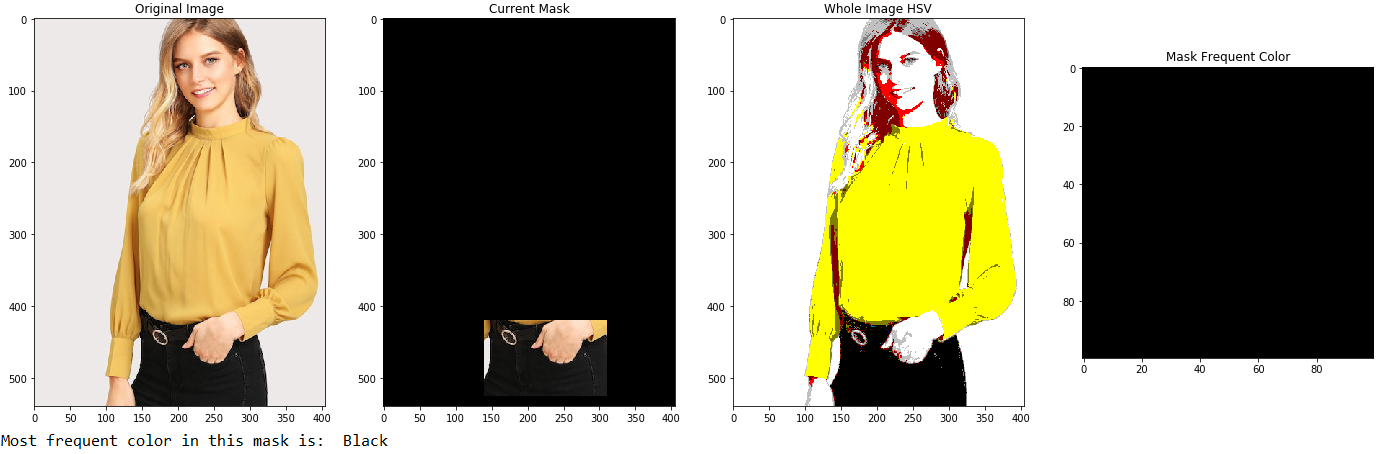 Original Image
Current Mask
Whole Image HSV
Mask Frequent Color
0
100
200
300
400
500
0 50 100 150 200 250 300 350 400
0
100
200
300
400
500
0 50 100 150 200 250 300 350 400
0
100
200
300
400
500
0 50 100 150 200 250 300 350 400
0
20
40
60
80
0 20 40 60 80
Most frequent color in this mask is:  Black